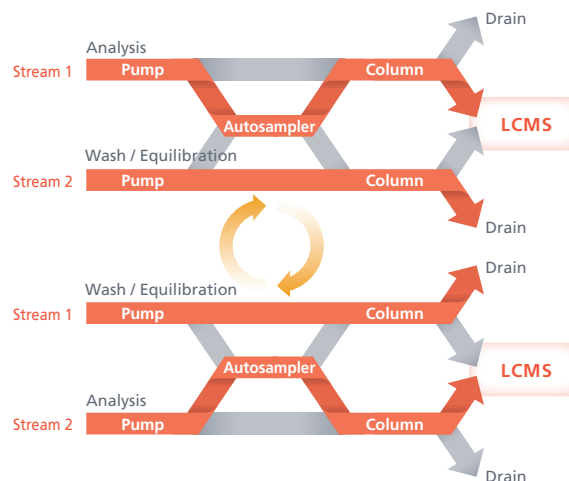 Drain
Analysis
Stream 1 Pump Column
Autosampler LCMS
Wash / Equilibration
Stream 2 Pump Column
Drain
Drain
Wash / Equilibration
Stream 1 Pump Column
Autosampler LCMS
Analysis
Stream 2 Pump Column
Drain